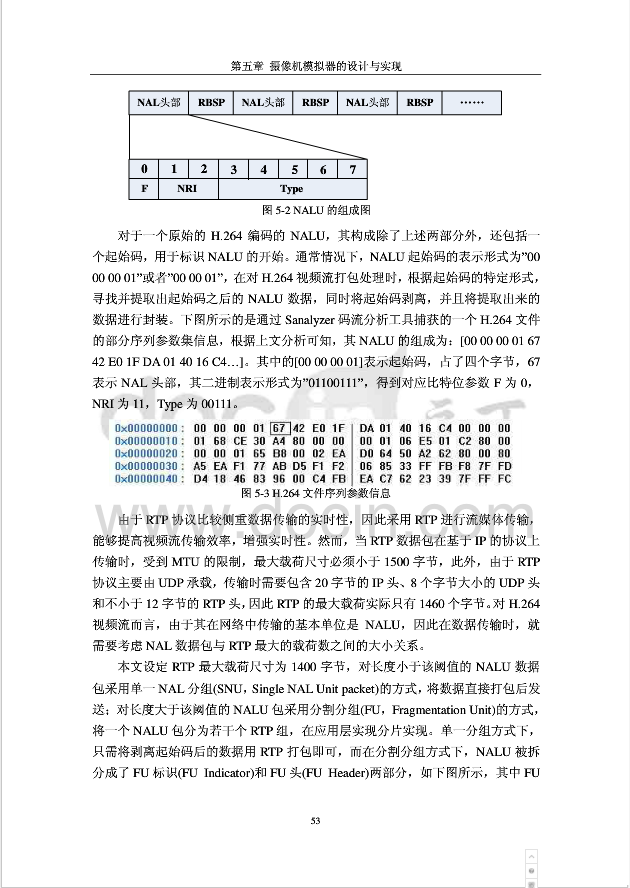 第五章 摄像机模拟器的设计与实现
NAL头部 RBSP NAL头部 RBSP NAL头部 RBSP ……
0 1 2 3 4 5 6 7
F NRI Type
图 5-2 NALU 的组成图
对于一个原始的 H.264 编码的 NALU，其构成除了上述两部分外，还包括一
个起始码，用于标识 NALU 的开始。通常情况下，NALU 起始码的表示形式为”00
00 00 01”或者”00 00 01”，在对 H.264 视频流打包处理时，根据起始码的特定形式，
寻找并提取出起始码之后的 NALU 数据，同时将起始码剥离，并且将提取出来的
数据进行封装。下图所示的是通过 Sanalyzer 码流分析工具捕获的一个 H.264 文件
的部分序列参数集信息，根据上文分析可知，其 NALU 的组成为：[00 00 00 01 67
42 E0 1F DA 01 40 16 C4…]。其中的[00 00 00 01]表示起始码，占了四个字节，67
表示 NAL 头部，其二进制表示形式为”01100111”，得到对应比特位参数 F 为 0，
NRI 为 11，Type 为 00111。
0x00000000： 00 00 00 01 67 42 E0 1F DA 01 40 16 C4 00 00 00
0x00000010： 01 68 CE 30 A4 80 00 00 00 01 06 E5 01 C2 80 00
0x00000020： 00 00 01 65 B8 00 02 EA D0 64 50 A2 62 80 00 80
0x00000030： A5 EA F1 77 AB D5 F1 F2 06 85 33 FF FB F8 7F FD
0x00000040： D4 18 46 83 96 00 C4 FB EA C7 62 23 39 7F FF FC
图 5-3 H.264 文件序列参数信息
由于 RTP 协议比较侧重数据传输的实时性，因此采用 RTP 进行流媒体传输，
能够提高视频流传输效率，增强实时性。然而，当 RTP 数据包在基于 IP 的协议上
传输时，受到 MTU 的限制，最大载荷尺寸必须小于 1500 字节，此外，由于 RTP
协议主要由 UDP 承载，传输时需要包含 20 字节的 IP 头、8 个字节大小的 UDP 头
和不小于 12 字节的 RTP 头，因此 RTP 的最大载荷实际只有 1460 个字节。对 H.264
视频流而言，由于其在网络中传输的基本单位是 NALU，因此在数据传输时，就
需要考虑 NAL 数据包与 RTP 最大的载荷数之间的大小关系。
本文设定 RTP 最大载荷尺寸为 1400 字节，对长度小于该阈值的 NALU 数据
包采用单一 NAL 分组(SNU，Single NAL Unit packet)的方式，将数据直接打包后发
送；对长度大于该阈值的 NALU 包采用分割分组(FU，Fragmentation Unit)的方式，
将一个 NALU 包分为若干个 RTP 组，在应用层实现分片实现。单一分组方式下，
只需将剥离起始码后的数据用 RTP 打包即可，而在分割分组方式下，NALU 被拆
分成了 FU 标识(FU Indicator)和 FU 头(FU Header)两部分，如下图所示，其中 FU
53
www.docin.com